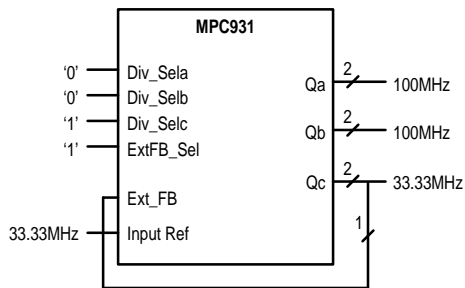 MPC931
‘0’ Div_Sela
‘0’ Div_Selb
‘1’ Div_Selc
‘1’ ExtFB_Sel
Ext_FB
33.33MHz Input Ref
Qa 2 100MHz
Qb 2 100MHz
Qc 2 33.33MHz
1